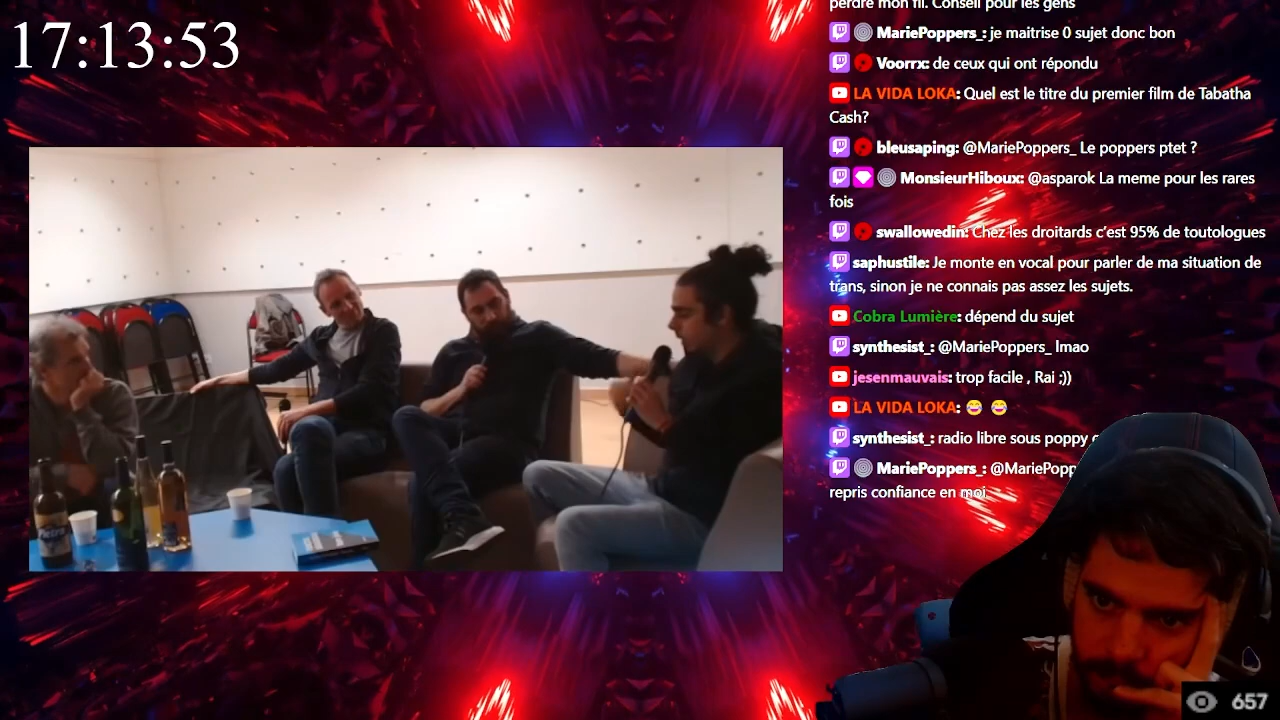 17:13:53
perdre mon fil. Conseil pour les gens
MariePoppers_: je maitrise 0 sujet donc bon
Voorrx: de ceux qui ont répondu
LA VIDA LOKA: Quel est le titre du premier film de Tabatha
Cash?
bleusaping: @MariePoppers_ Le poppers ptet ?
MonsieurHiboux: @asparok La meme pour les rares
fois
swallowedin: Chez les droitards c'est 95% de toutologues
saphustile: Je monte en vocal pour parler de ma situation de
trans, sinon je ne connais pas assez les sujets.
Cobra Lumière: dépend du sujet
synthesist_: @MariePoppers_ lmao
jesenmauvais: trop facile , Rai ;))
LA VIDA LOKA: 😂 😂
synthesist_: radio libre sous poppy
MariePoppers_: @MariePopp
repris confiance en moi
657